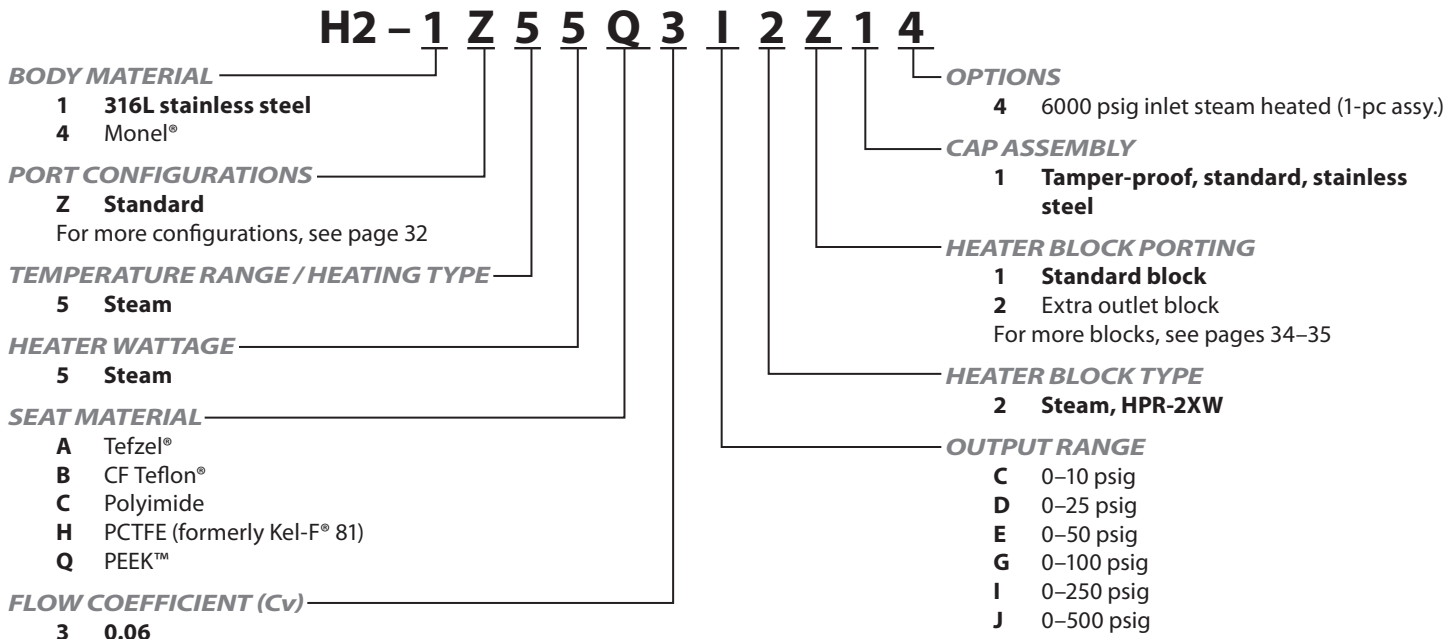 H2 – 1 Z 5 5 Q 3 I 2 Z 1 4
BODY MATERIAL
1 316L stainless steel
4 Monel®
PORT CONFIGURATIONS
Z Standard
For more configurations, see page 32
TEMPERATURE RANGE / HEATING TYPE
5 Steam
HEATER WATTAGE
5 Steam
SEAT MATERIAL
A Tefzel®
B CF Teflon®
C Polyimide
H PCTFE (formerly Kel-F® 81)
Q PEEK™
FLOW COEFFICIENT (Cv)
3 0.06
OPTIONS
4 6000 psig inlet steam heated (1-pc assy.)
CAP ASSEMBLY
1 Tamper-proof, standard, stainless
steel
HEATER BLOCK PORTING
1 Standard block
2 Extra outlet block
For more blocks, see pages 34–35
HEATER BLOCK TYPE
2 Steam, HPR-2XW
OUTPUT RANGE
C 0–10 psig
D 0–25 psig
E 0–50 psig
G 0–100 psig
I 0–250 psig
J 0–500 psig